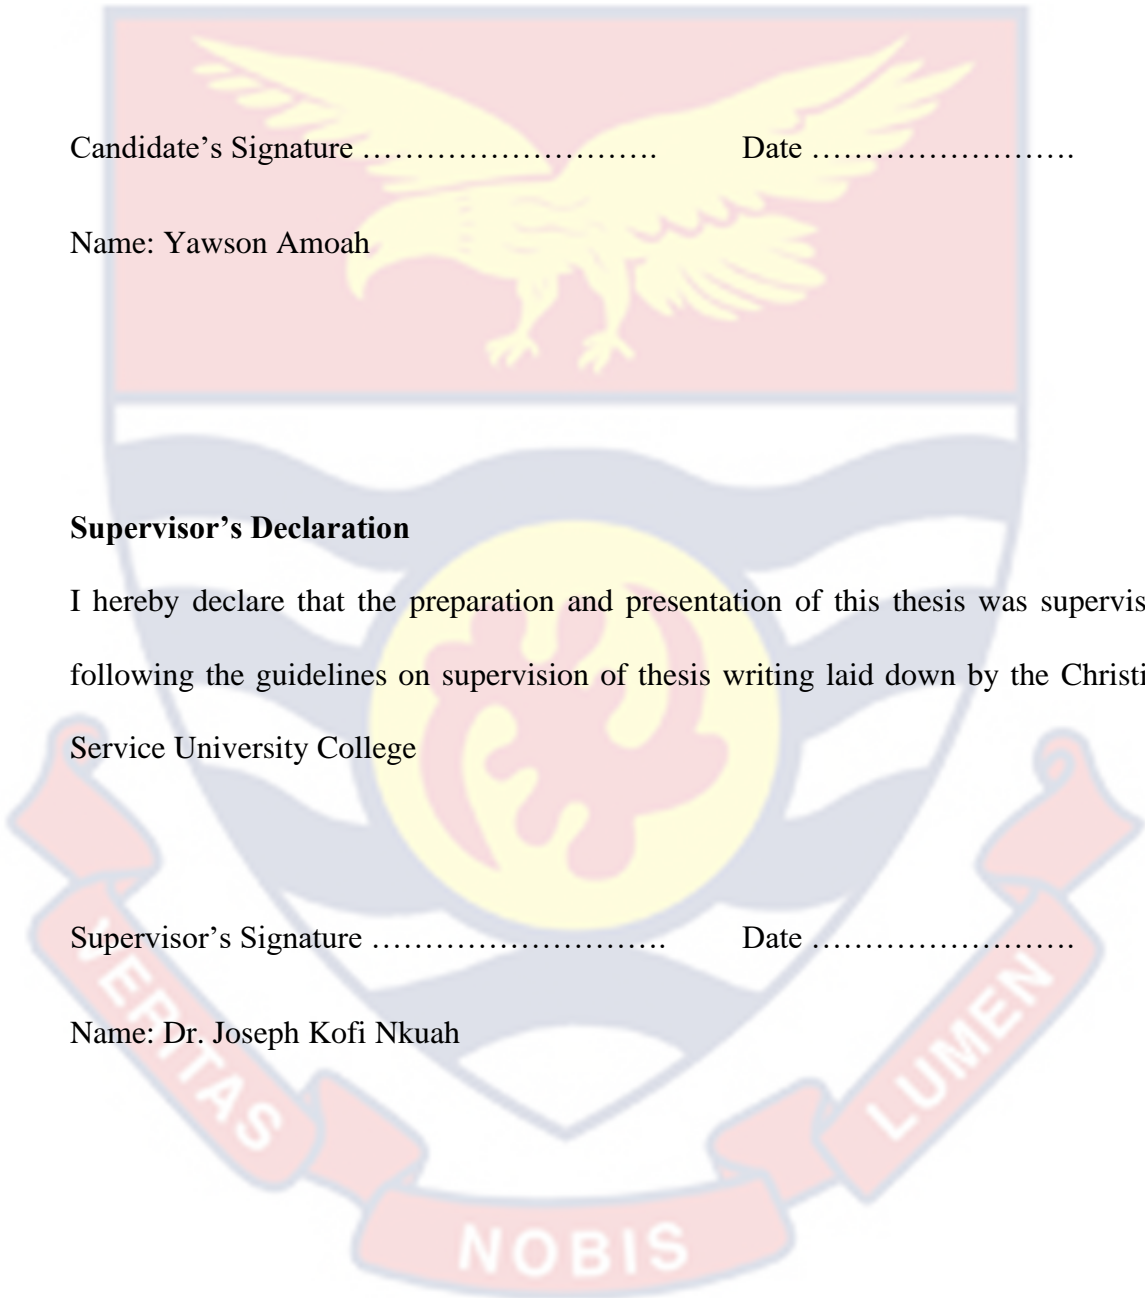 Candidate’s Signature ………………………. Date …………………….
Name: Yawson Amoah
Supervisor’s Declaration
I hereby declare that the preparation and presentation of this thesis was supervis
following the guidelines on supervision of thesis writing laid down by the Christi
Service University College
Supervisor’s Signature ………………………. Date …………………….
Name: Dr. Joseph Kofi Nkuah
VERITAS
NOBIS
LUMEN